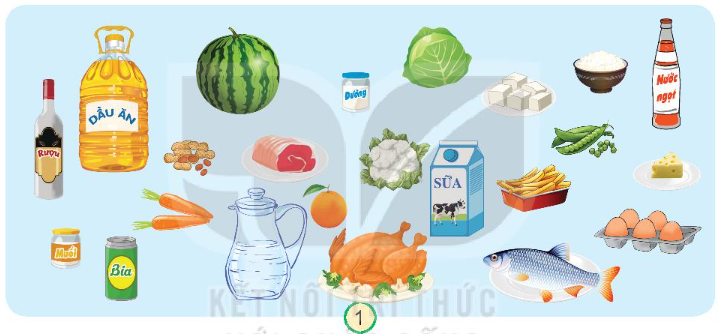 DẦU ĂN
Rượu
Đường
Nước
ngọt
SỮA
Muối
Bia
KẾT NỐI TRI THỨC
1